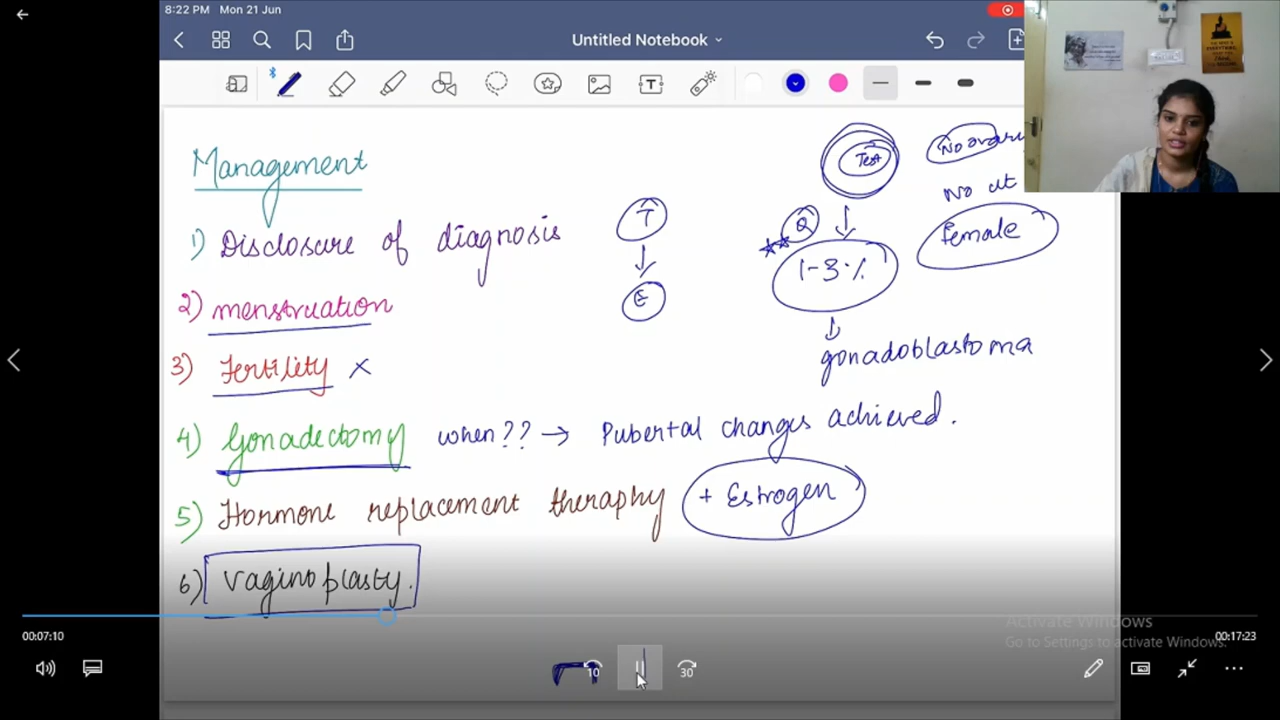 8:22 PM Mon 21 Jun
Untitled Notebook
Management
Test
No ovary
No ut
Female
1) Disclosure of diagnosis
T
E
Q
1-3%
2) menstruation
gonadoblastoma
3) Fertility x
4) Gonadectomy when?? → Pubertal changes achieved.
5) Hormone replacement theraphy + Estrogen
6) Vaginoplasty.
Activate Windows
Go to Settings to activate Windows.
00:07:10
00:17:23
10
30